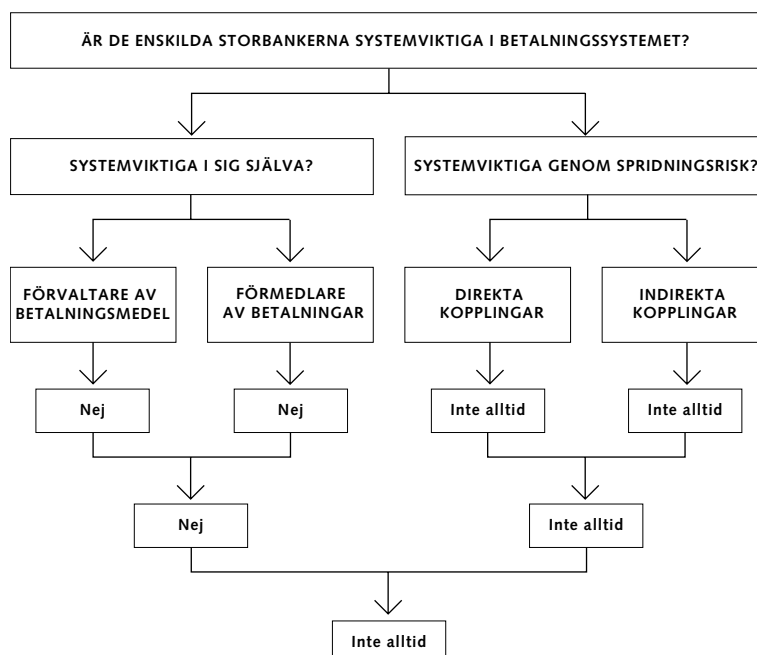 ÄR DE ENSKILDA STORBANKERNA SYSTEMVIKTIGA I BETALNINGSSYSTEMET?
SYSTEMVIKTIGA I SIG SJÄLVA?
SYSTEMVIKTIGA GENOM SPRIDNINGSRISK?
FÖRVALTARE AV
BETALNINGSMEDEL
FÖRMEDLARE
AV BETALNINGAR
DIREKTA
KOPPLINGAR
INDIREKTA
KOPPLINGAR
Nej
Nej
Inte alltid
Inte alltid
Nej
Inte alltid
Inte alltid